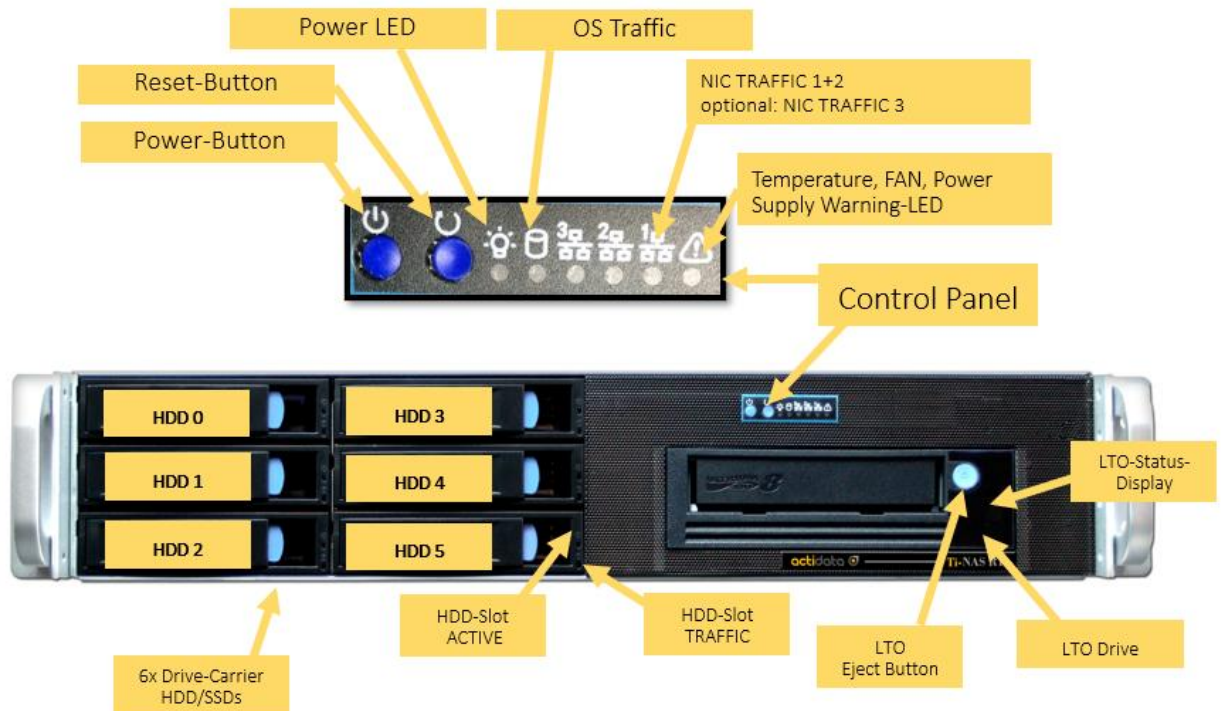 Power LED
OS Traffic
Reset-Button
NIC TRAFFIC 1+2
optional: NIC TRAFFIC 3
Power-Button
Temperature, FAN, Power
Supply Warning-LED
3
2
1
Control Panel
HDD 0
HDD 3
HDD 1
HDD 4
LTO-Status-
Display
HDD 2
HDD 5
actidata
Ti-NAS
HDD-Slot
ACTIVE
HDD-Slot
TRAFFIC
LTO
Eject Button
LTO Drive
6x Drive-Carrier
HDD/SSDs